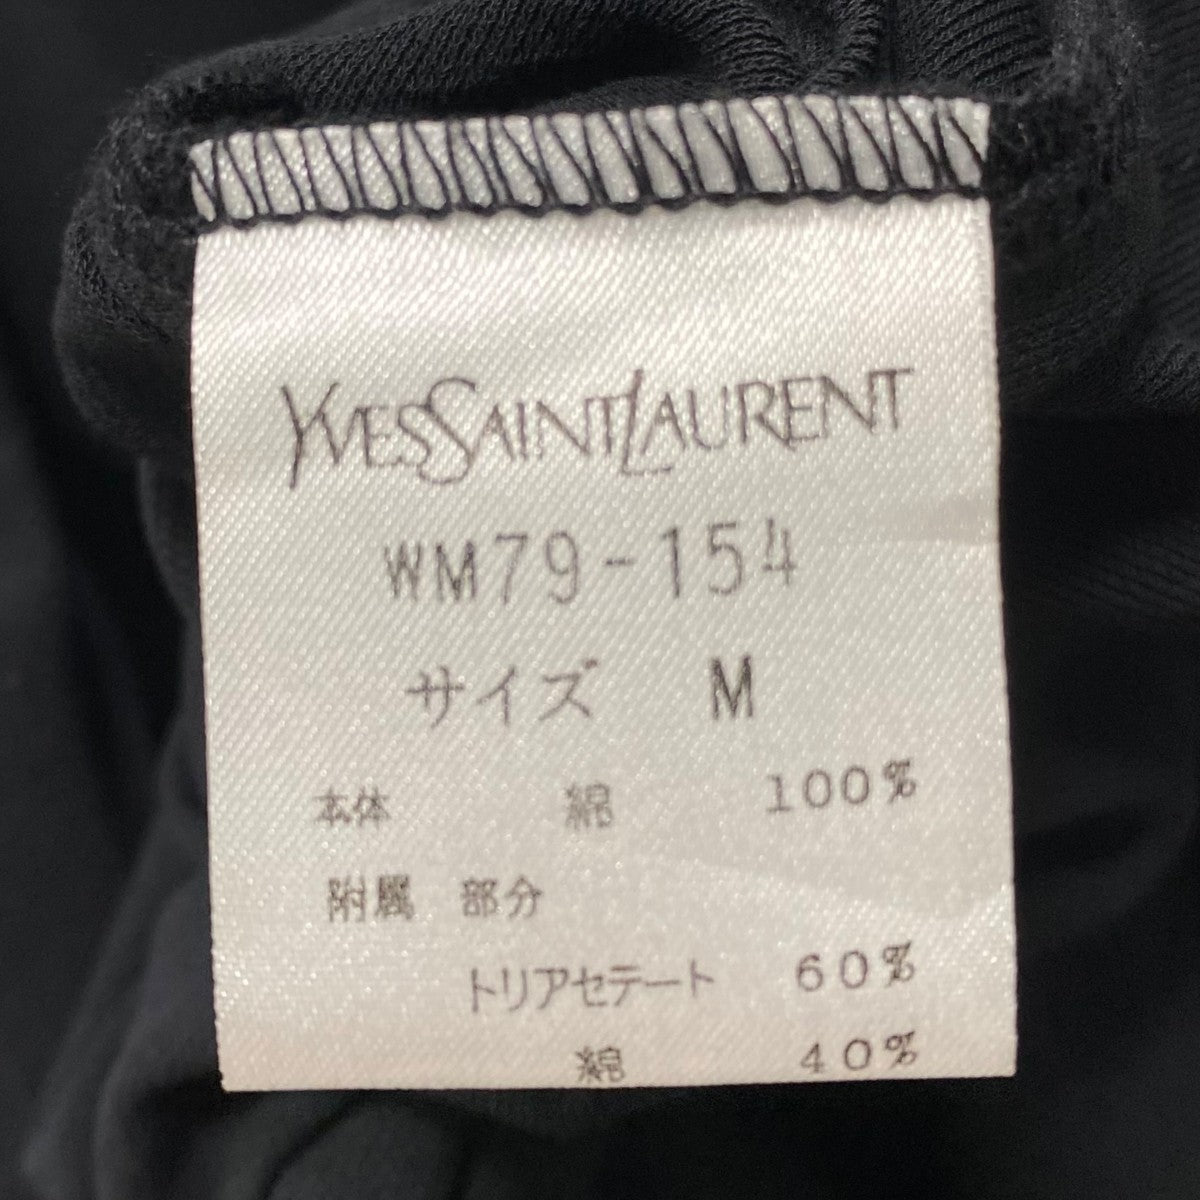 YVESSAINTLAURENT
WM79-154
サイズ M
本体 綿 100%
附属 部分
トリアセテート 60%
綿 40%